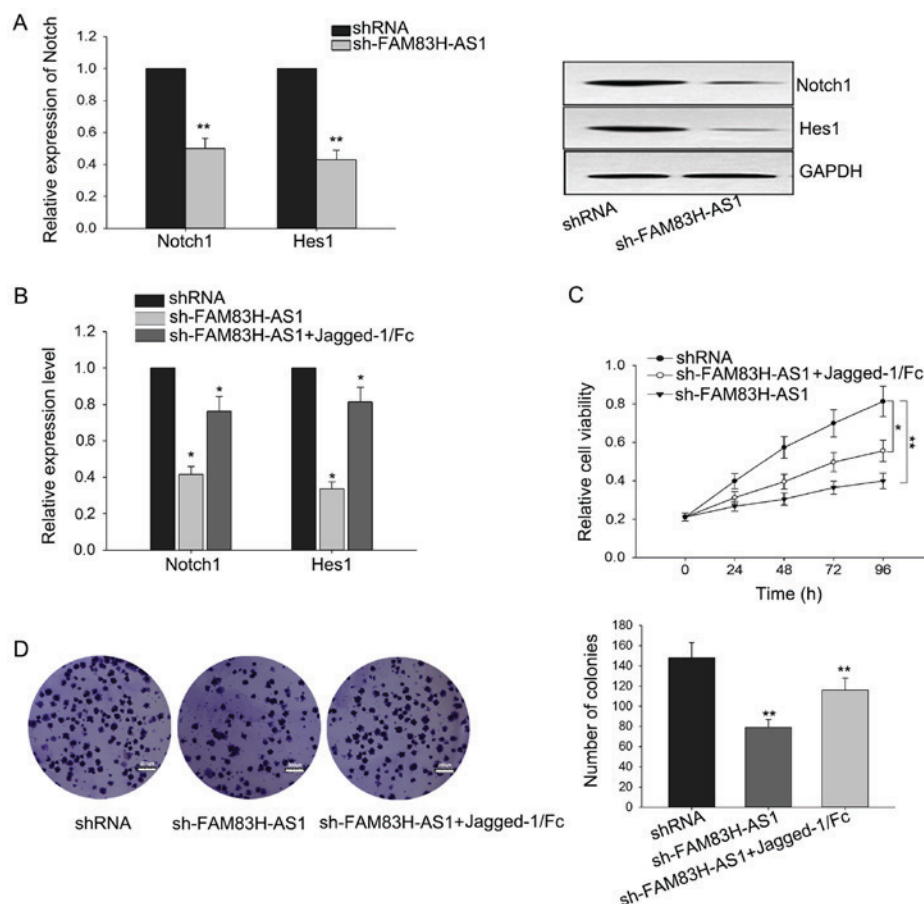 A
shRNA
sh-FAM83H-AS1
Relative expression of Notch
1.2
1.0
0.8
0.6
0.4
0.2
0.0
**
**
Notch1
Hes1
Notch1
Hes1
GAPDH
shRNA
sh-FAM83H-AS1
B
shRNA
sh-FAM83H-AS1
sh-FAM83H-AS1+Jagged-1/Fc
Relative expression level
1.2
1.0
0.8
0.6
0.4
0.2
0.0
*
*
*
*
Notch1
Hes1
C
shRNA
sh-FAM83H-AS1+Jagged-1/Fc
sh-FAM83H-AS1
Relative cell viability
1.0
0.8
0.6
0.4
0.2
0.0
*
**
0
24
48
72
96
Time (h)
D
shRNA
sh-FAM83H-AS1
sh-FAM83H-AS1+Jagged-1/Fc
Number of colonies
180
160
140
120
100
80
60
40
20
0
**
**
shRNA
sh-FAM83H-AS1
sh-FAM83H-AS1+Jagged-1/Fc